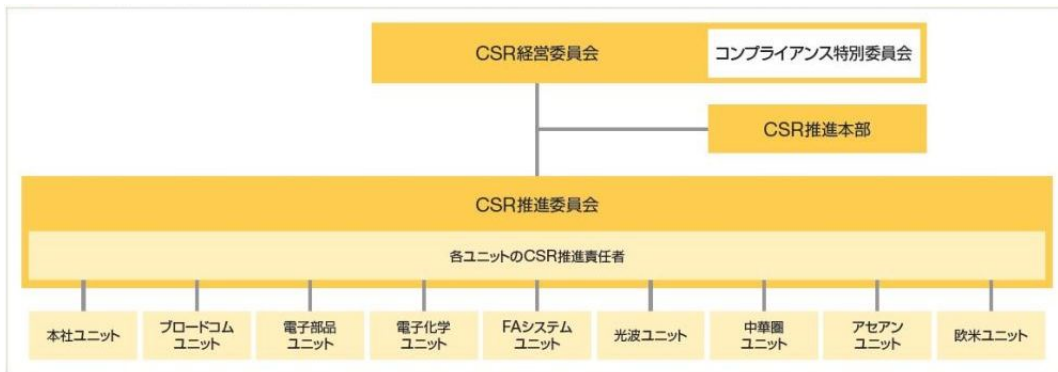 CSR経営委員会
コンプライアンス特別委員会
CSR推進本部
CSR推進委員会
各ユニットのCSR推進責任者
本社ユニット
ブロードコム
ユニット
電子部品
ユニット
電子化学
ユニット
FAシステム
ユニット
光波ユニット
中華圏
ユニット
アセアン
ユニット
欧米ユニット